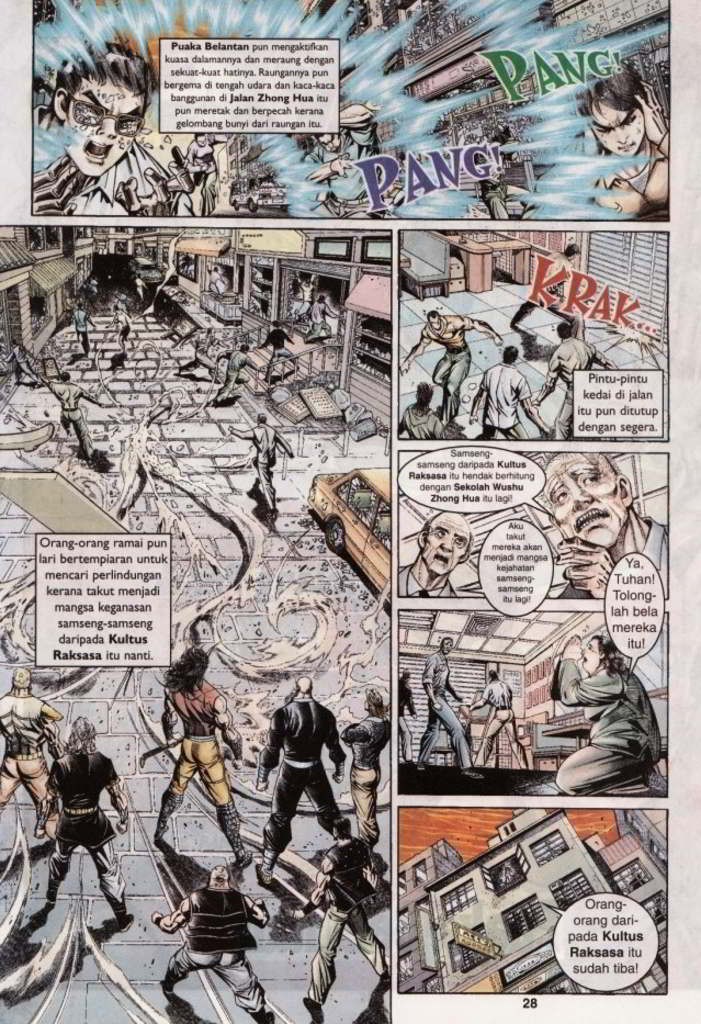 Puaka Belantan pun mengaktifkan
kuasa dalamannya dan meraung dengan
sekuat-kuat hatinya. Raungannya pun
bergema di tengah udara dan kaca-kaca
banggunan di Jalan Zhong Hua itu
pun meretak dan berpecah kerana
gelombang bunyi dari raungan itu.
PANG!
PANG!
Orang-orang ramai pun
lari bertempiaran untuk
mencari perlindungan
kerana takut menjadi
mangsa keganasan
samseng-samseng
daripada Kultus
Raksasa itu nanti.
KRAK...
Pintu-pintu
kedai di jalan
itu pun ditutup
dengan segera.
Samseng-
samseng daripada Kultus
Raksasa itu hendak berhitung
dengan Sekolah Wushu
Zhong Hua itu lagi!
Aku
takut
mereka akan
menjadi mangsa
kejahatan
samseng-
samseng
itu lagi!
Ya,
Tuhan!
Tolong-
lah bela
mereka
itu!
Orang-
orang dari-
pada Kultus
Raksasa itu
sudah tiba!
28